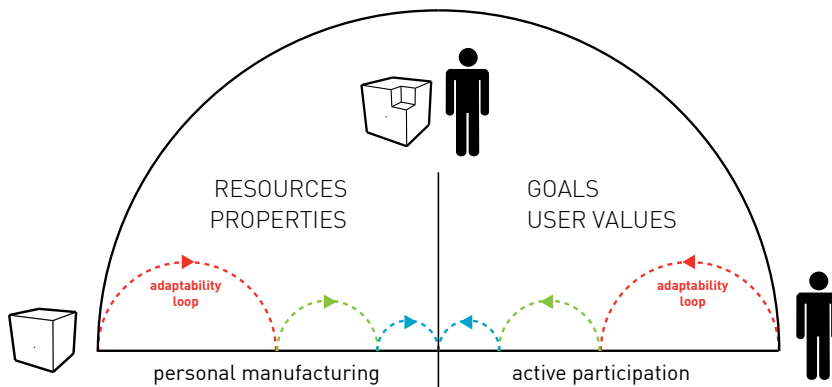 RESOURCES
PROPERTIES
GOALS
USER VALUES
adaptability
loop
adaptability
loop
personal manufacturing
active participation